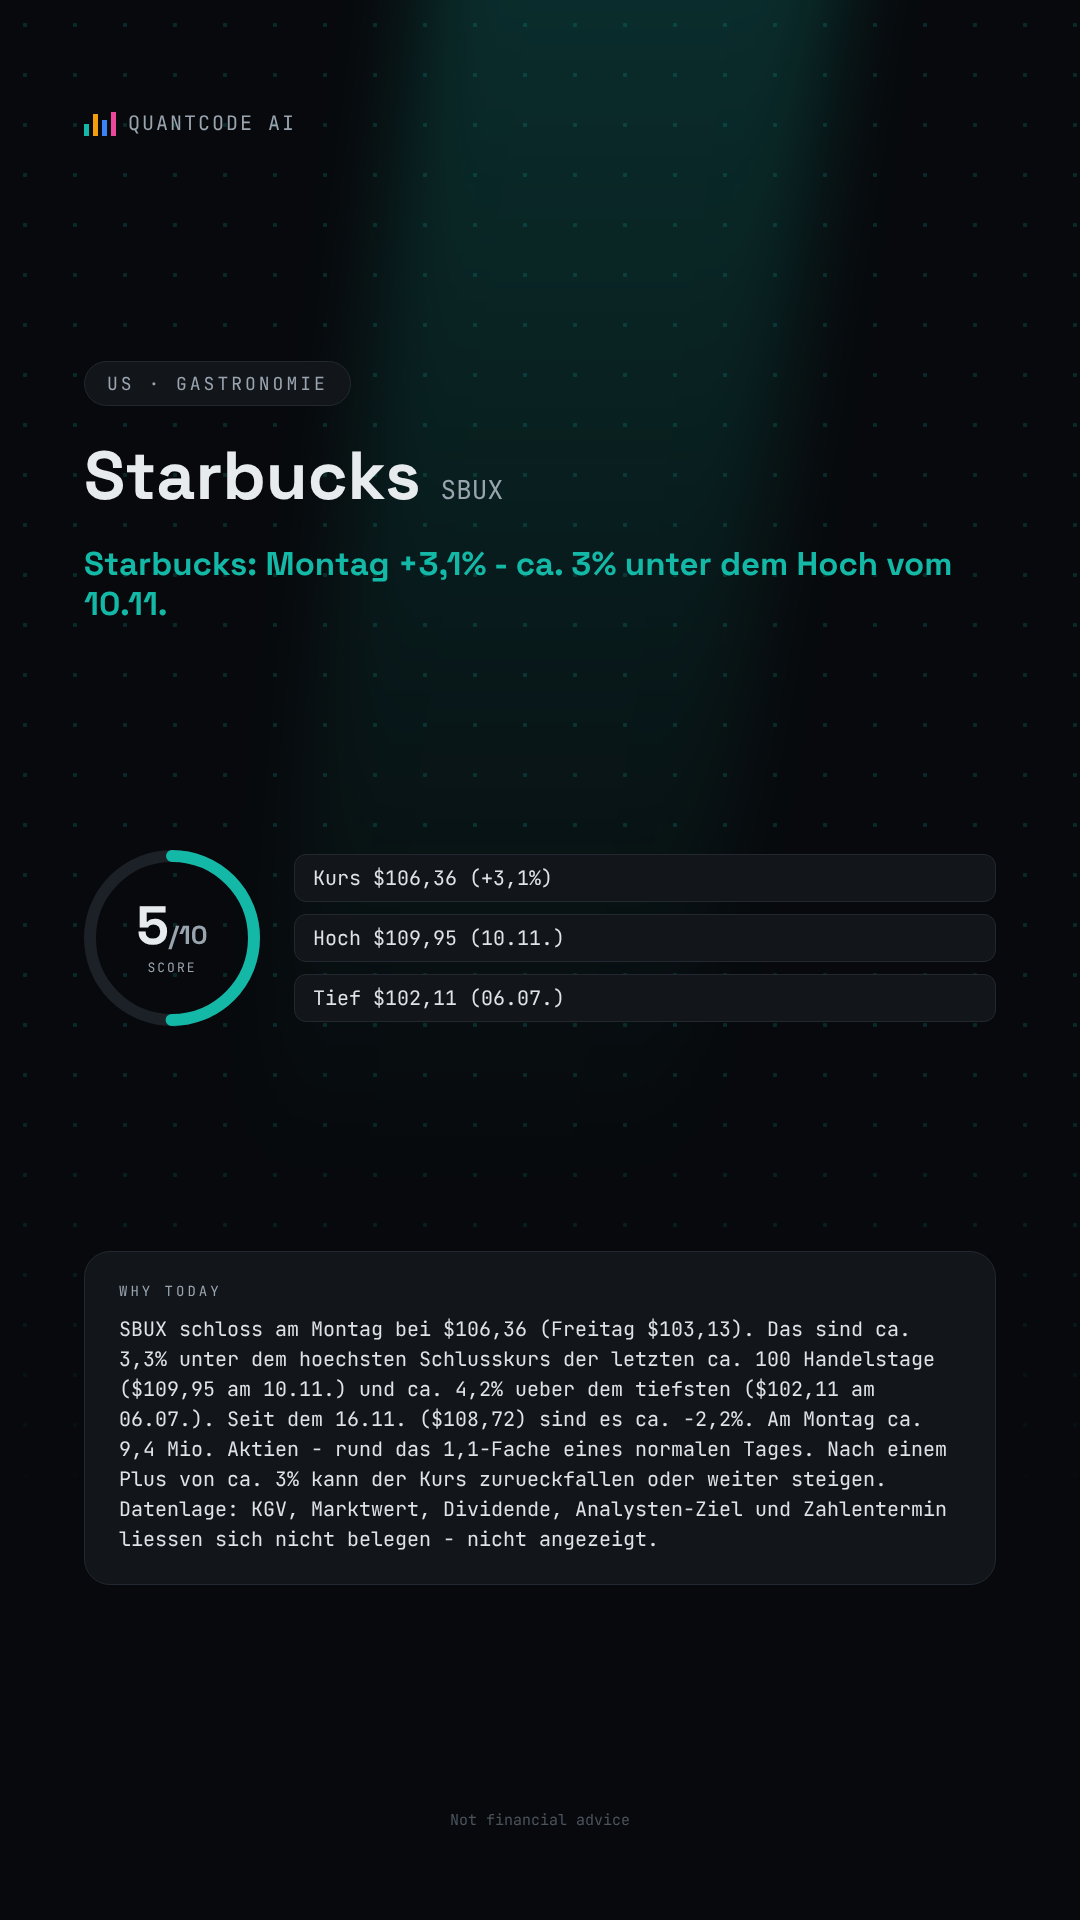 QUANTCODE AI
US · GASTRONOMIE
Starbucks SBUX
Starbucks: Montag +3,1% - ca. 3% unter dem Hoch vom
10.11.
5/10
SCORE
Kurs $106,36 (+3,1%)
Hoch $109,95 (10.11.)
Tief $102,11 (06.07.)
WHY TODAY
SBUX schloss am Montag bei $106,36 (Freitag $103,13). Das sind ca.
3,3% unter dem hoechsten Schlusskurs der letzten ca. 100 Handelstage
($109,95 am 10.11.) und ca. 4,2% ueber dem tiefsten ($102,11 am
06.07.). Seit dem 16.11. ($108,72) sind es ca. -2,2%. Am Montag ca.
9,4 Mio. Aktien - rund das 1,1-Fache eines normalen Tages. Nach einem
Plus von ca. 3% kann der Kurs zurueckfallen oder weiter steigen.
Datenlage: KGV, Marktwert, Dividende, Analysten-Ziel und Zahlentermin
liessen sich nicht belegen - nicht angezeigt.
Not financial advice